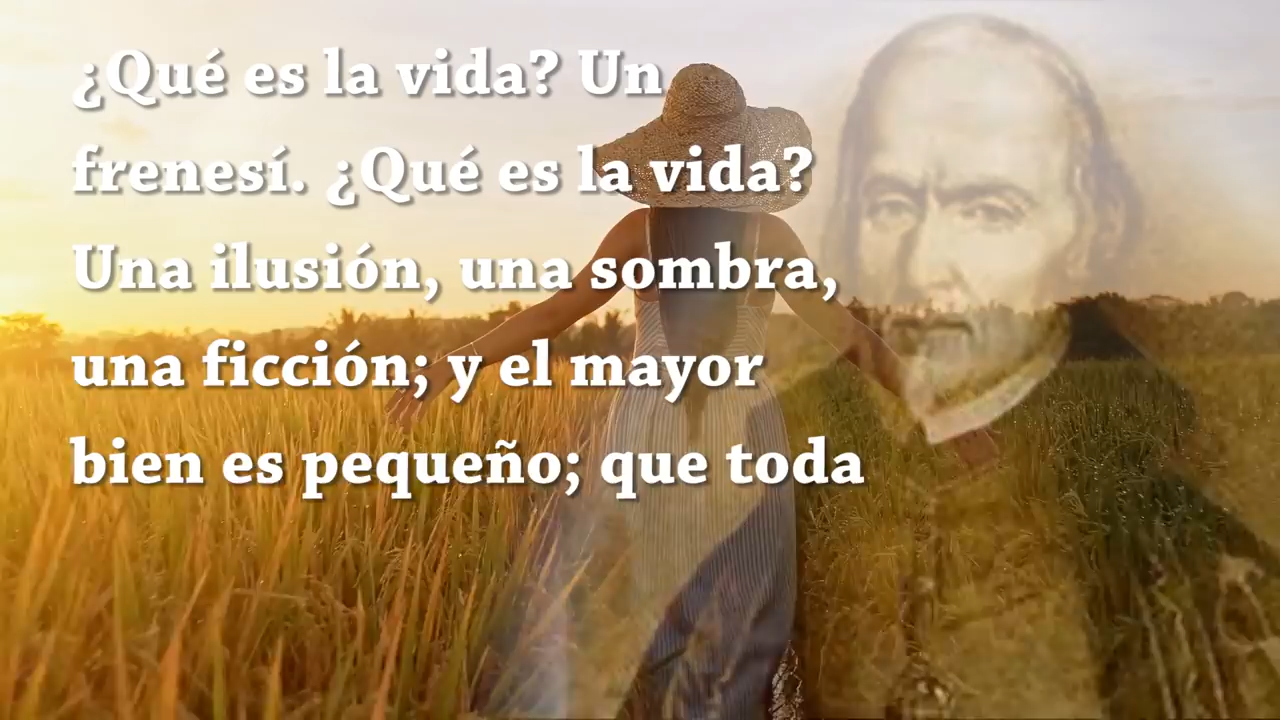 ¿Qué es la vida? Un
frenesí. ¿Qué es la vida?
Una ilusión, una sombra,
una ficción; y el mayor
bien es pequeño; que toda